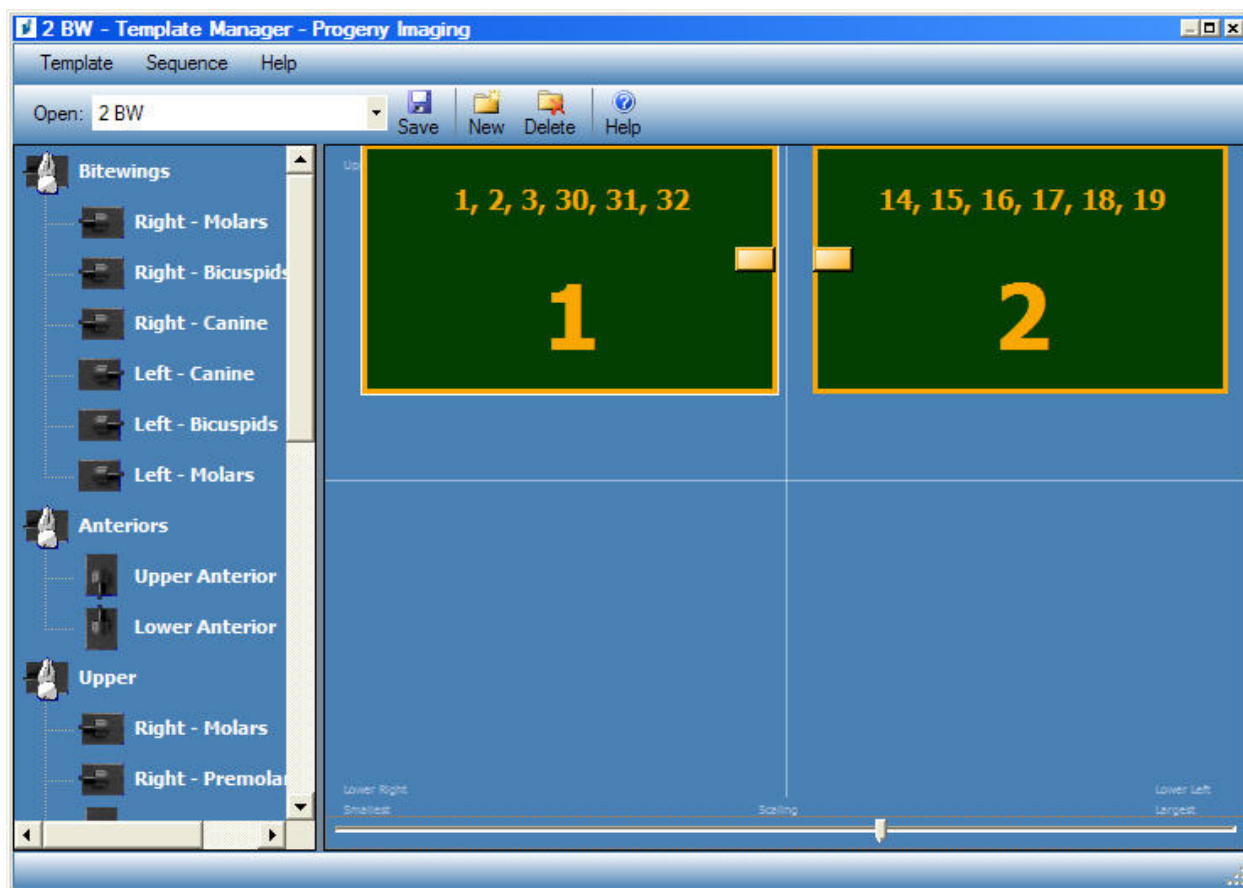 2 BW - Template Manager - Progeny Imaging
Template Sequence Help
Open: 2 BW Save New Delete Help
Bitewings
Right - Molars
Right - Bicuspids
Right - Canine
Left - Canine
Left - Bicuspids
Left - Molars
Anteriors
Upper Anterior
Lower Anterior
Upper
Right - Molars
Right - Premolar
Up
1, 2, 3, 30, 31, 32
1
14, 15, 16, 17, 18, 19
2
Lower Right Lower Left
Smallest Scaling Largest